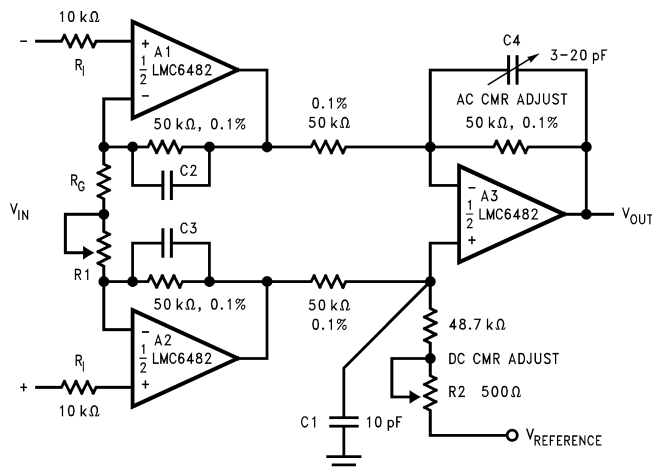 10 kΩ
−
R_I
+
−
A1
1/2
LMC6482
C4
3–20 pF
AC CMR ADJUST
50 kΩ, 0.1%
0.1%
50 kΩ
50 kΩ, 0.1%
C2
R_G
V_IN
R1
C3
50 kΩ, 0.1%
50 kΩ
0.1%
−
+
A3
1/2
LMC6482
V_OUT
−
+
A2
1/2
LMC6482
+
R_I
10 kΩ
48.7 kΩ
DC CMR ADJUST
R2 500Ω
C1
10 pF
V_REFERENCE